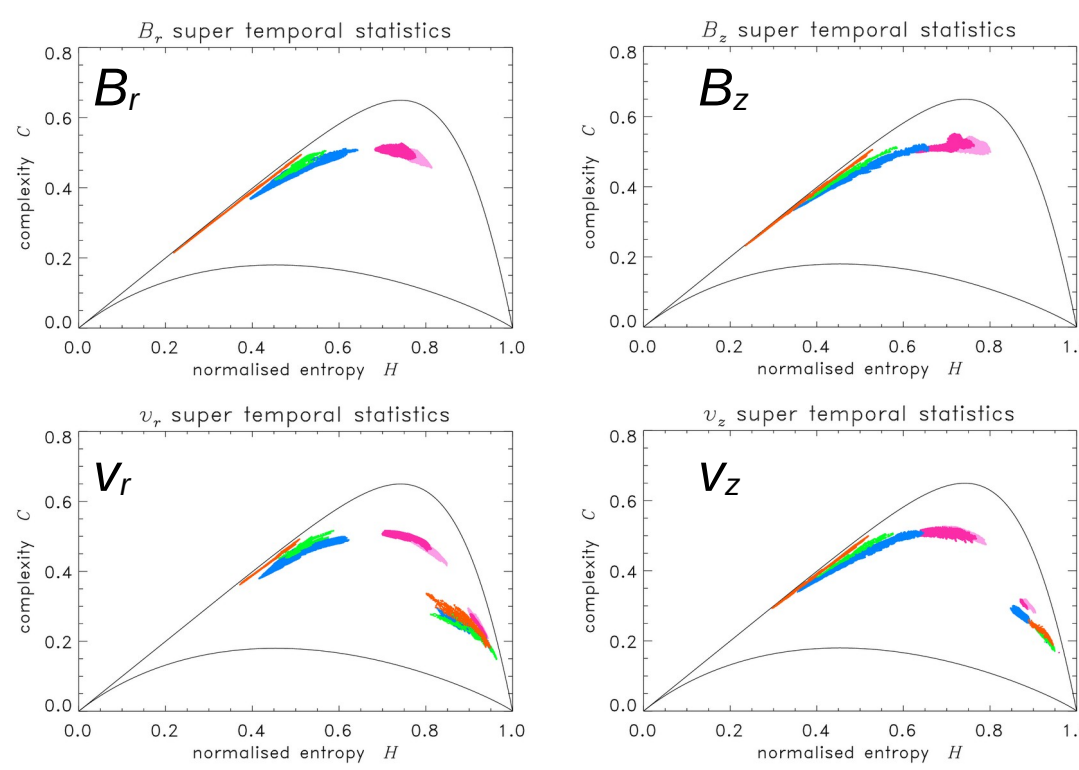 B_r super temporal statistics
0.8
0.6
0.4
0.2
0.0
complexity C
B_r
0.0 0.2 0.4 0.6 0.8 1.0
normalised entropy H
B_z super temporal statistics
0.8
0.6
0.4
0.2
0.0
complexity C
B_z
0.0 0.2 0.4 0.6 0.8 1.
normalised entropy H
υ_r super temporal statistics
0.8
0.6
0.4
0.2
0.0
complexity C
v_r
0.0 0.2 0.4 0.6 0.8 1.0
normalised entropy H
υ_z super temporal statistics
0.8
0.6
0.4
0.2
0.0
complexity C
v_z
0.0 0.2 0.4 0.6 0.8 1.
normalised entropy H